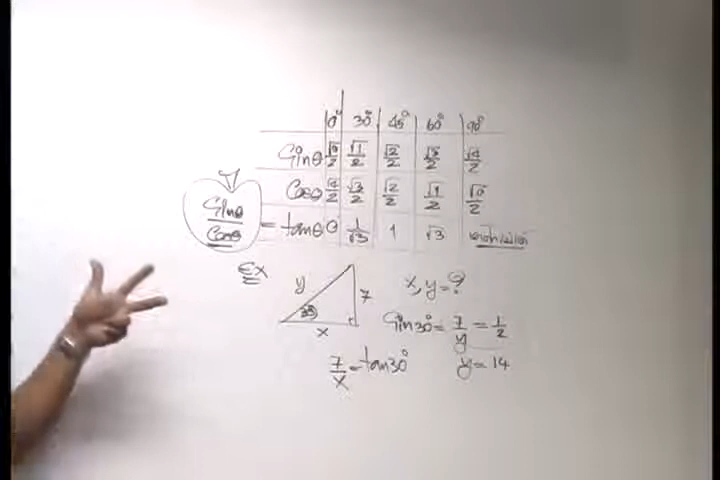 0° 30° 45° 60° 90°
Sinθ √0/2 √1/2 √2/2 √3/2 √4/2
Cosθ √4/2 √3/2 √2/2 √1/2 √0/2
Sinθ/Cosθ = tanθ 0 1/√3 1 √3
Ex
y 7 30° x
x, y = ?
Sin30° = 7/y = 1/2
7/x = tan30° y = 14